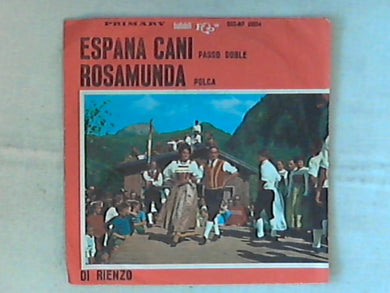 PRIMARY
ESPANA CANI PASSO DOBLE
ROSAMUNDA POLCA
DI RIENZO